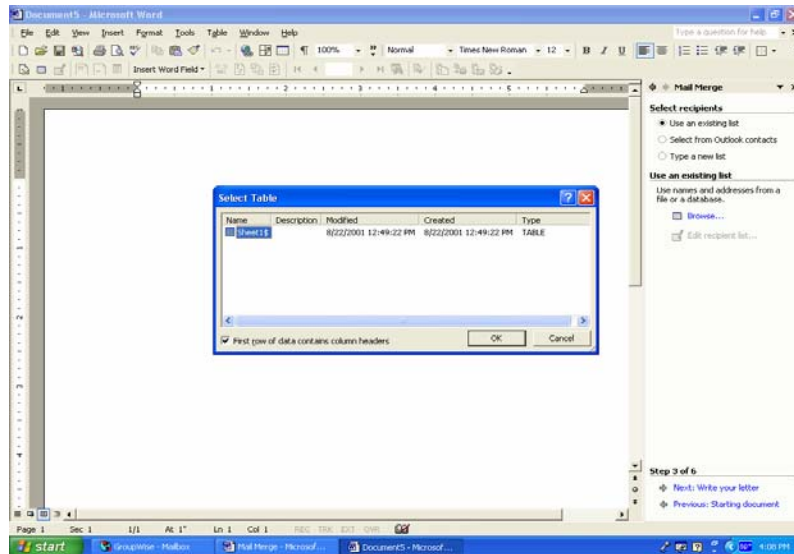 Document5 - Microsoft Word
File Edit View Insert Format Tools Table Window Help
Type a question for help
100% Normal Times New Roman 12 B I U
Insert Word Field
Mail Merge
Select recipients
Use an existing list
Select from Outlook contacts
Type a new list
Use an existing list
Use names and addresses from a
file or a database.
Browse...
Edit recipient list...
Select Table
Name Description Modified Created Type
Sheet1$ 8/22/2001 12:49:22 PM 8/22/2001 12:49:22 PM TABLE
First row of data contains column headers
OK Cancel
Step 3 of 6
Next: Write your letter
Previous: Starting document
Page 1 Sec 1 1/1 At 1" Ln 1 Col 1 REC TRK EXT OVR
start GroupWise - Mailbox Mail Merge - Microsof... Document5 - Microsof... 4:08 PM